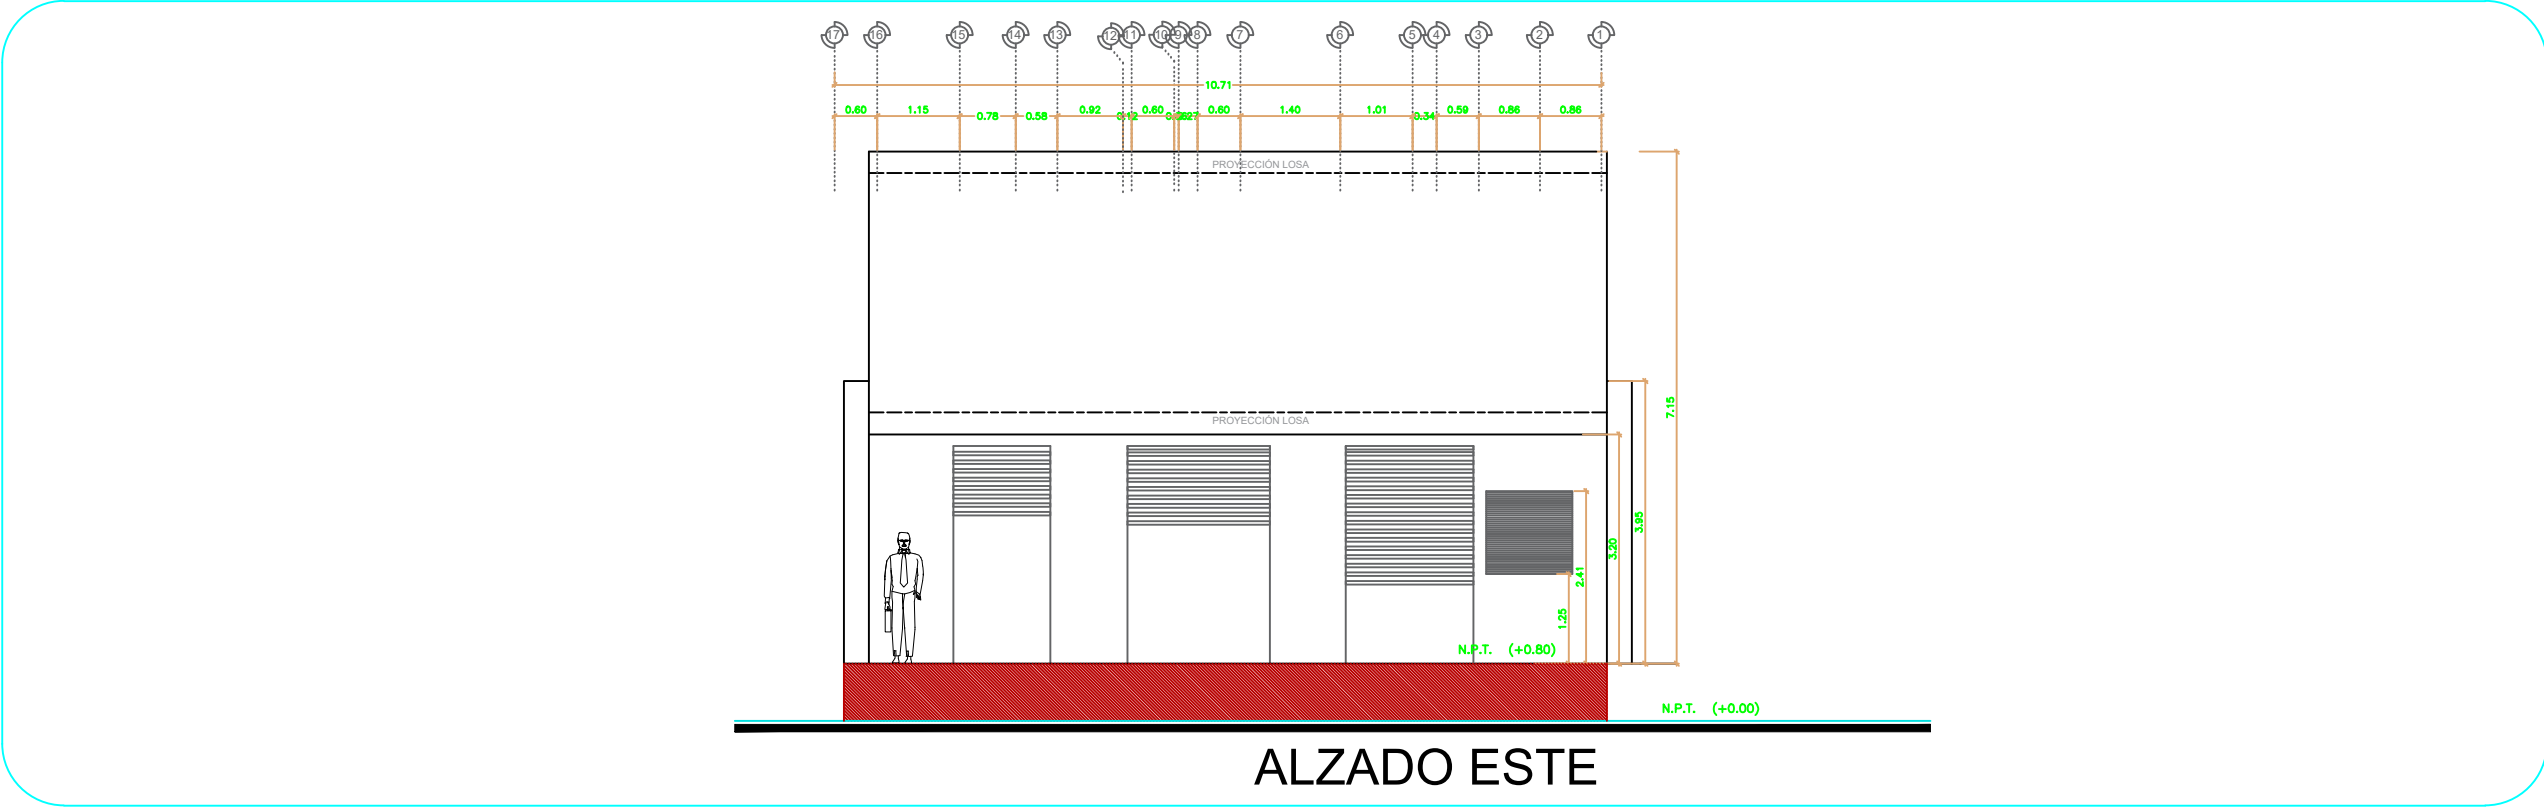 17 16 15 14 13 12 11 10 9 8 7 6 5 4 3 2 1
10.71
0.60 1.15 0.78 0.58 0.92 0.12 0.60 0.60 1.40 1.01 0.34 0.59 0.86 0.86
PROYECCIÓN LOSA
7.15
PROYECCIÓN LOSA
3.95
3.20
2.41
1.25
N.P.T. (+0.80)
N.P.T. (+0.00)
ALZADO ESTE